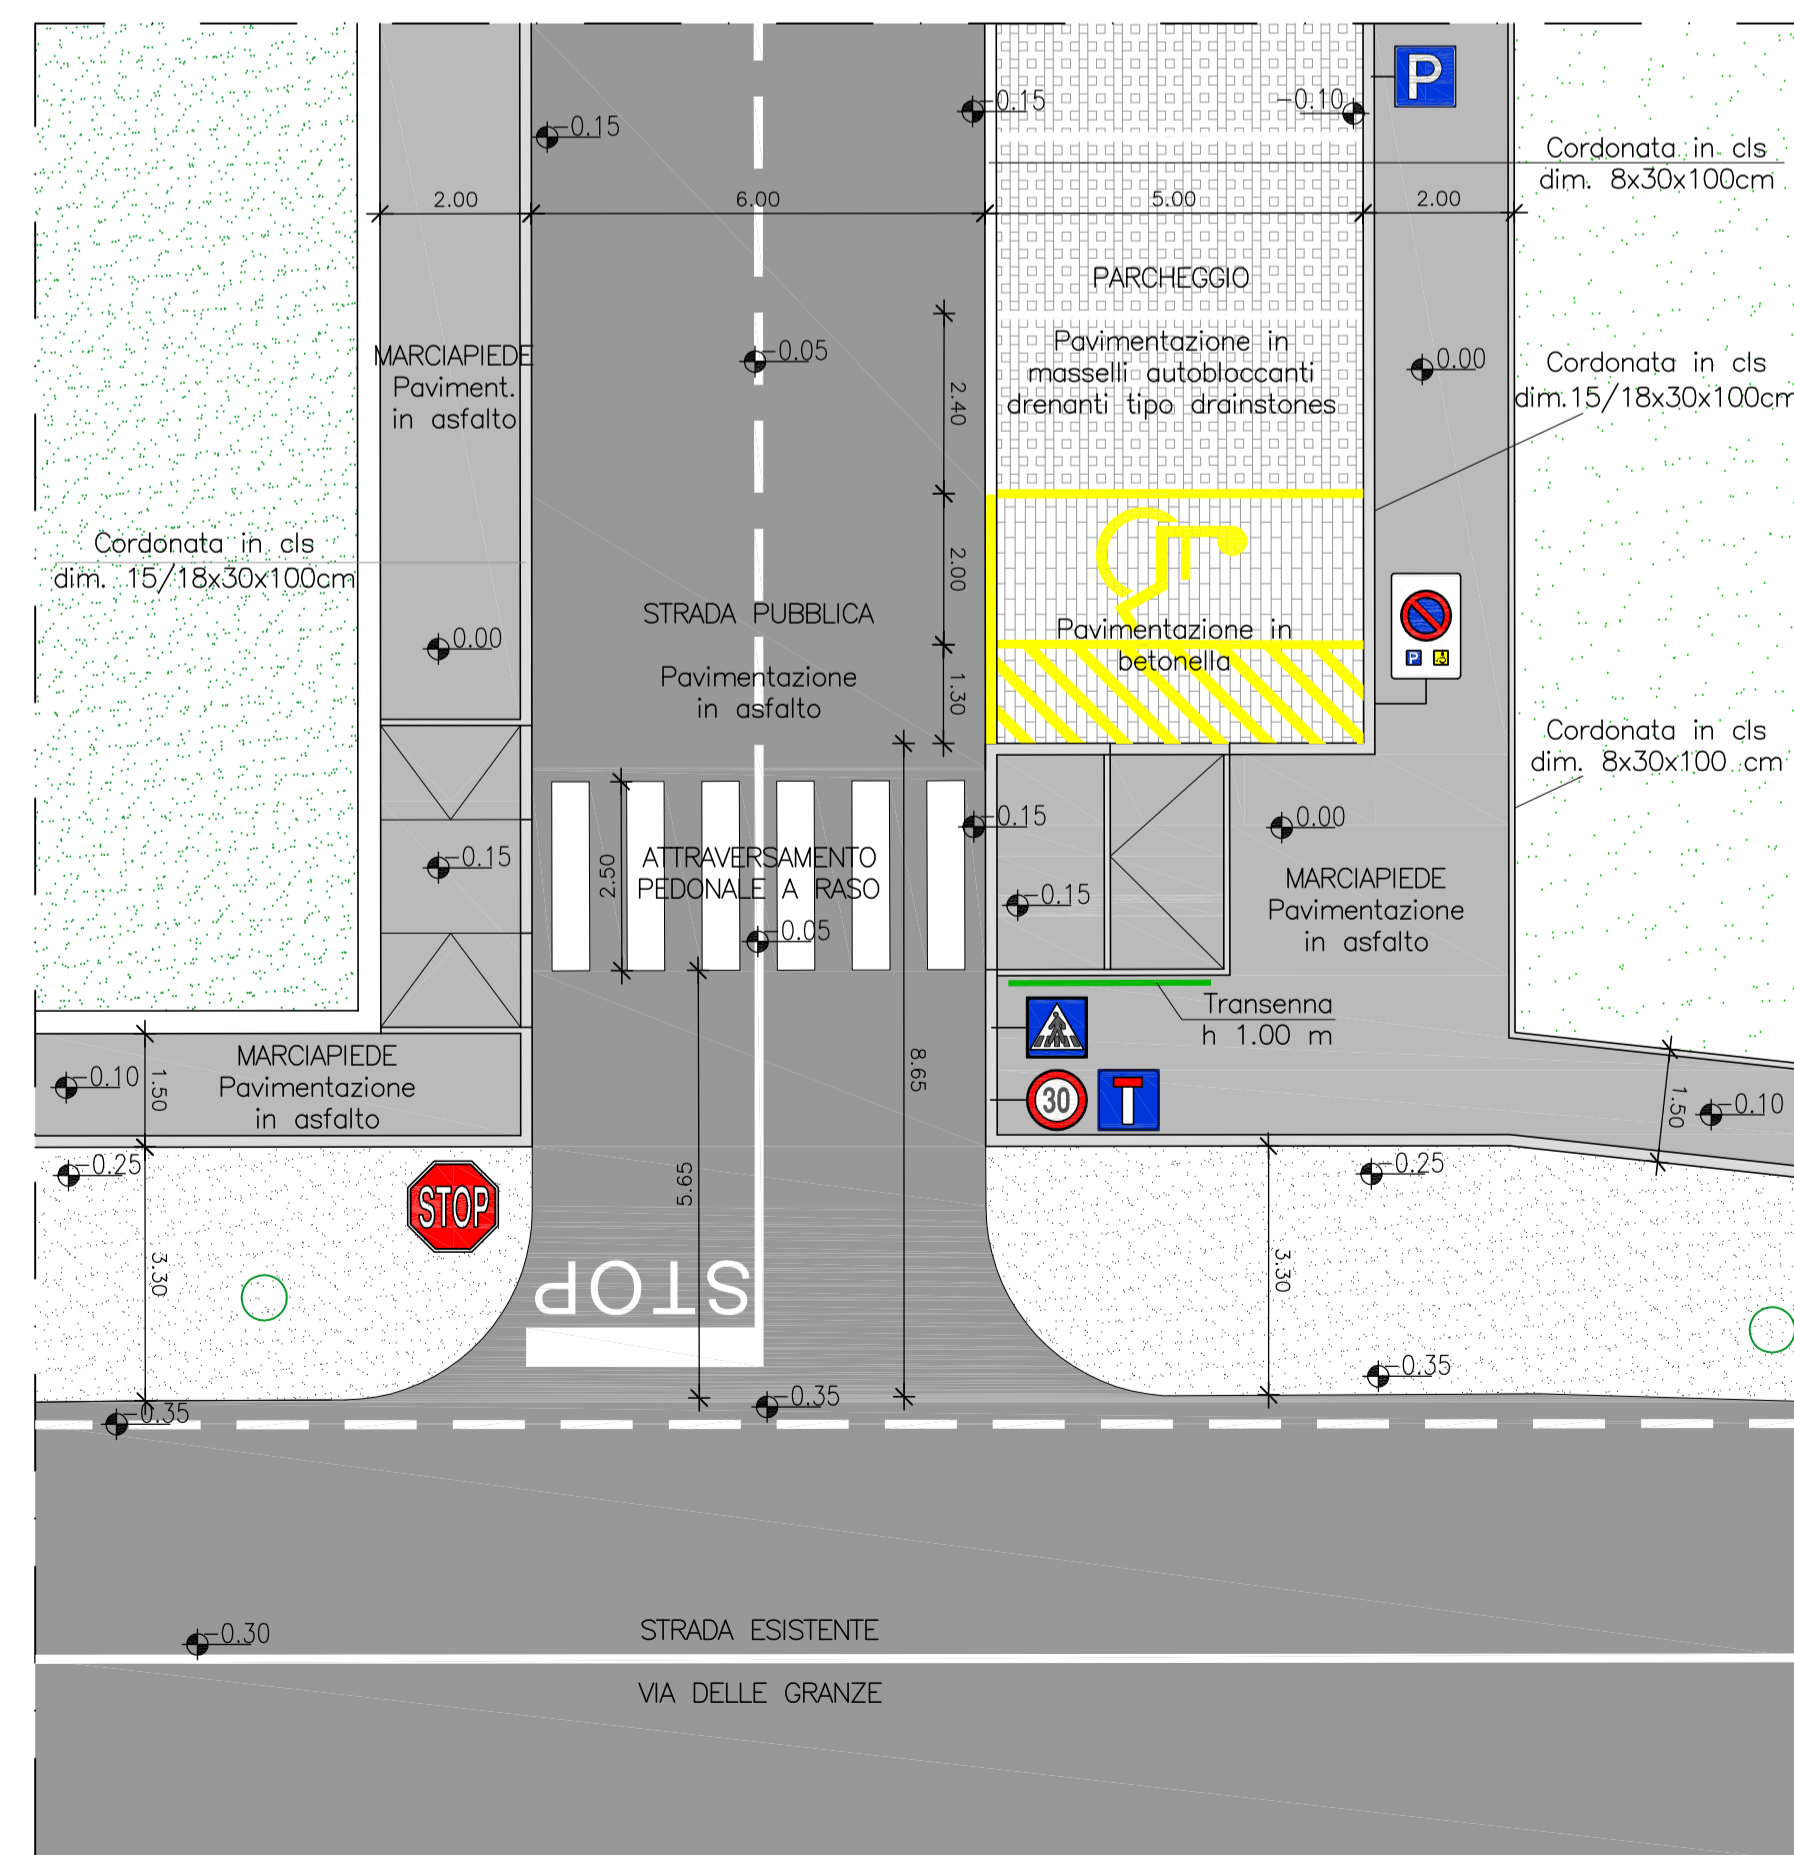 P
-0.15
-0.15
-0.10
Cordonata in cls
dim. 8x30x100cm
2.00
6.00
5.00
2.00
PARCHEGGIO
Pavimentazione in
masselli autobloccanti
drenanti tipo drainstones
MARCIAPIEDE
Paviment.
in asfalto
-0.05
2.40
0.00
Cordonata in cls
dim.15/18x30x100cm
Cordonata in cls
dim. 15/18x30x100cm
2.00
STRADA PUBBLICA
Pavimentazione
in asfalto
0.00
Pavimentazione in
betonella
P
1.30
Cordonata in cls
dim. 8x30x100 cm
-0.15
2.50
ATTRAVERSAMENTO
PEDONALE A RASO
-0.05
-0.15
-0.15
0.00
MARCIAPIEDE
Pavimentazione
in asfalto
Transenna
h 1.00 m
MARCIAPIEDE
Pavimentazione
in asfalto
-0.10
1.50
8.65
30
1.50
-0.10
-0.25
STOP
5.65
-0.25
3.30
STOP
3.30
-0.35
-0.35
-0.35
-0.30
STRADA ESISTENTE
VIA DELLE GRANZE